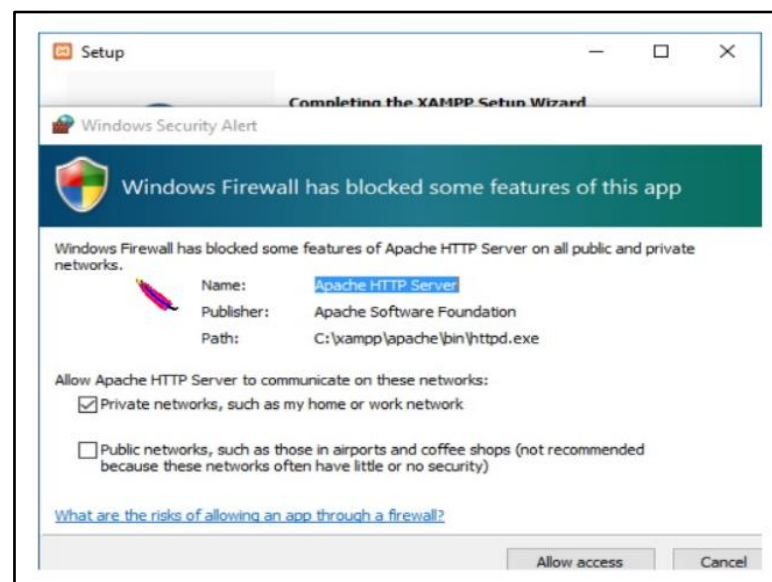 Setup
Completing the XAMPP Setup Wizard
Windows Security Alert
Windows Firewall has blocked some features of this app
Windows Firewall has blocked some features of Apache HTTP Server on all public and private
networks.
Name: Apache HTTP Server
Publisher: Apache Software Foundation
Path: C:\xampp\apache\bin\httpd.exe
Allow Apache HTTP Server to communicate on these networks:
Private networks, such as my home or work network
Public networks, such as those in airports and coffee shops (not recommended
because these networks often have little or no security)
What are the risks of allowing an app through a firewall?
Allow access Cancel